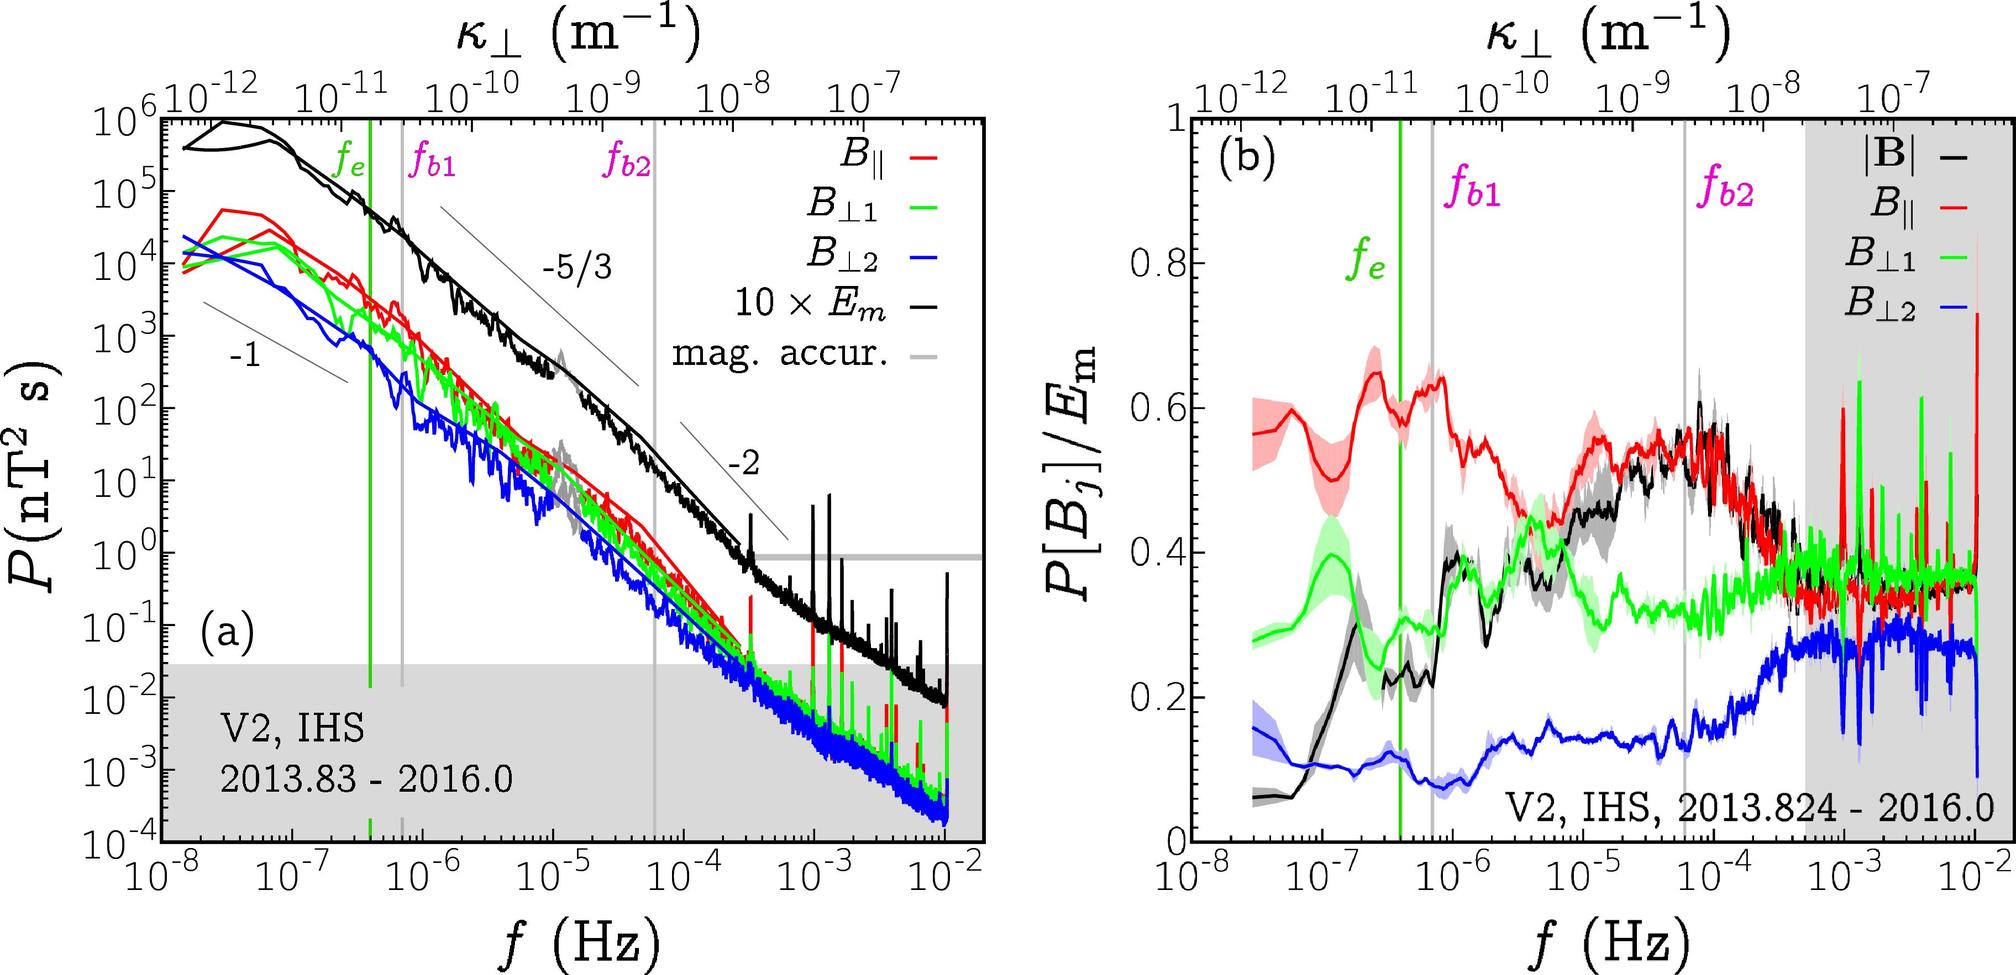 κ⊥ (m⁻¹)
10⁻¹² 10⁻¹¹ 10⁻¹⁰ 10⁻⁹ 10⁻⁸ 10⁻⁷
10⁶
10⁵
10⁴
10³
10²
10¹
10⁰
10⁻¹
10⁻²
10⁻³
10⁻⁴
P(nT² s)
fₑ
f_b1
f_b2
B∥
B⊥1
B⊥2
10 × Eₘ
mag. accur.
-1
-5/3
-2
(a)
V2, IHS
2013.83 - 2016.0
10⁻⁸ 10⁻⁷ 10⁻⁶ 10⁻⁵ 10⁻⁴ 10⁻³ 10⁻²
f (Hz)
κ⊥ (m⁻¹)
10⁻¹² 10⁻¹¹ 10⁻¹⁰ 10⁻⁹ 10⁻⁸ 10⁻⁷
1
0.8
0.6
0.4
0.2
0
P[Bⱼ]/Eₘ
(b)
fₑ
f_b1
f_b2
|B|
B∥
B⊥1
B⊥2
V2, IHS, 2013.824 - 2016.0
10⁻⁸ 10⁻⁷ 10⁻⁶ 10⁻⁵ 10⁻⁴ 10⁻³ 10⁻²
f (Hz)